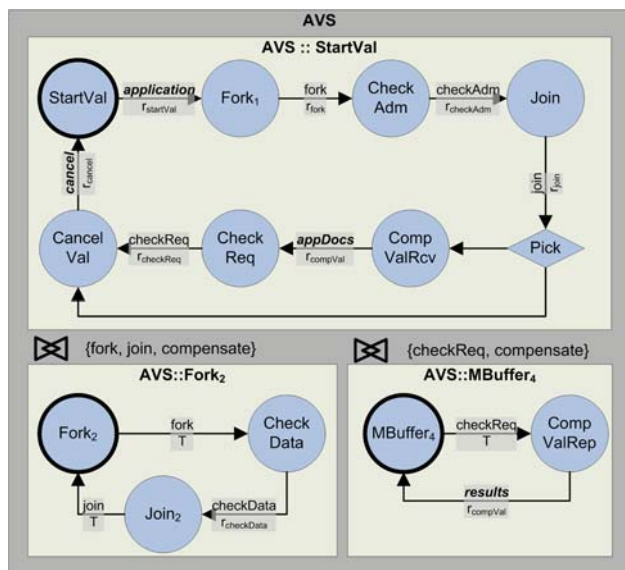 AVS
AVS :: StartVal
StartVal
application
r_startVal
Fork₁
fork
r_fork
Check
Adm
checkAdm
r_checkAdm
Join
join
r_join
cancel
r_cancel
Cancel
Val
checkReq
r_checkReq
Check
Req
appDocs
r_compVal
Comp
ValRcv
Pick
{fork, join, compensate}
{checkReq, compensate}
AVS::Fork₂
Fork₂
fork
T
Check
Data
join
T
Join₂
checkData
r_checkData
AVS::MBuffer₄
MBuffer₄
checkReq
T
Comp
ValRep
results
r_compVal